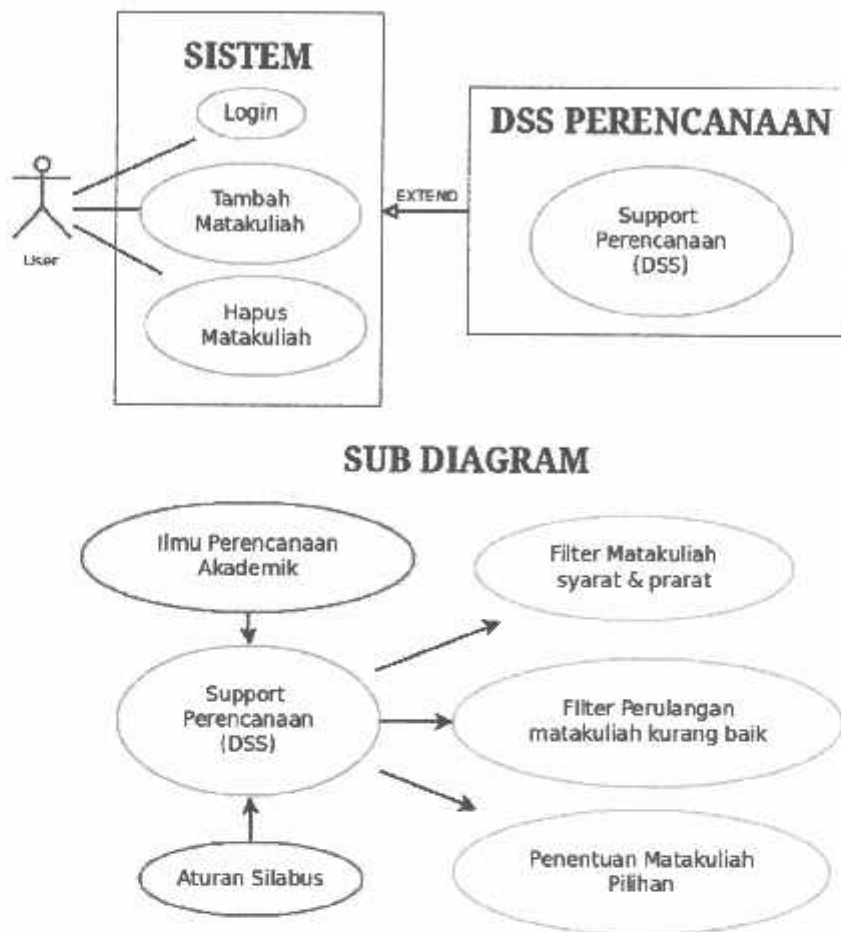 SISTEM
Login
Tambah
Matakuliah
Hapus
Matakuliah
User
EXTEND
DSS PERENCANAAN
Support
Perencanaan
(DSS)
SUB DIAGRAM
Ilmu Perencanaan
Akademik
Support
Perencanaan
(DSS)
Aturan Silabus
Filter Matakuliah
syarat & prarat
Filter Perulangan
matakuliah kurang baik
Penentuan Matakuliah
Pilihan